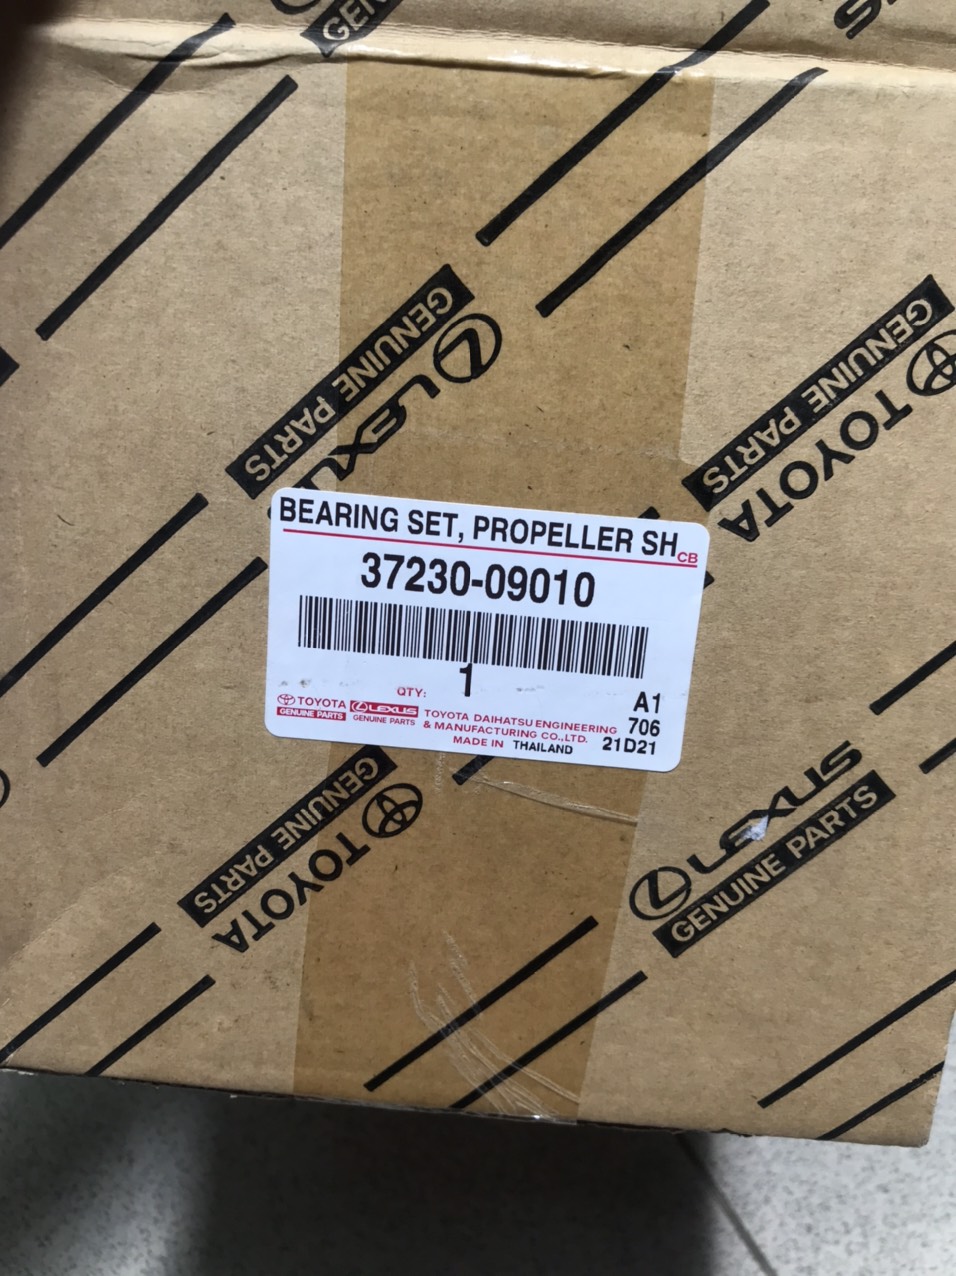 GEN
US
GENUINE PARTS
LEXUS
GENUINE PARTS
TOYOTA
BEARING SET, PROPELLER SH
CB
37230-09010
1
QTY:
A1
TOYOTA
GENUINE PARTS
LEXUS
GENUINE PARTS
TOYOTA DAIHATSU ENGINEERING
& MANUFACTURING CO.,LTD.
706
MADE IN THAILAND
21D21
GENUINE PARTS
TOYOTA
LEXUS
GENUINE PARTS